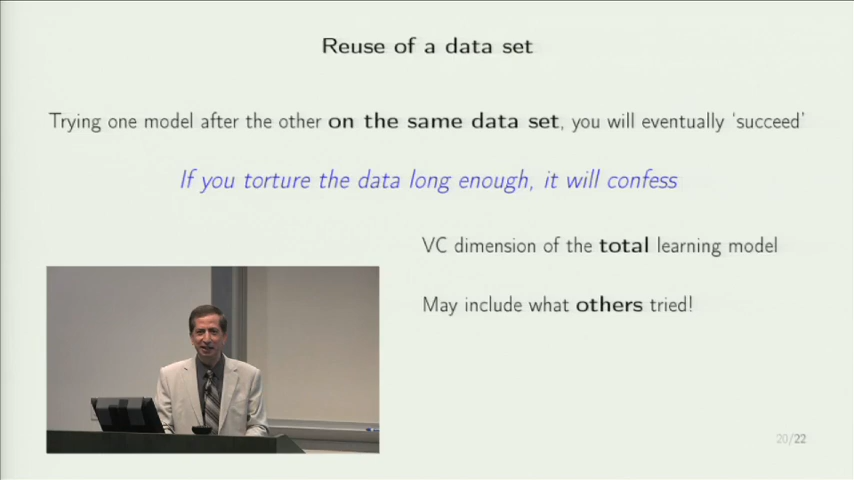 Reuse of a data set
Trying one model after the other on the same data set, you will eventually 'succeed'
If you torture the data long enough, it will confess
VC dimension of the total learning model
May include what others tried!
20/22